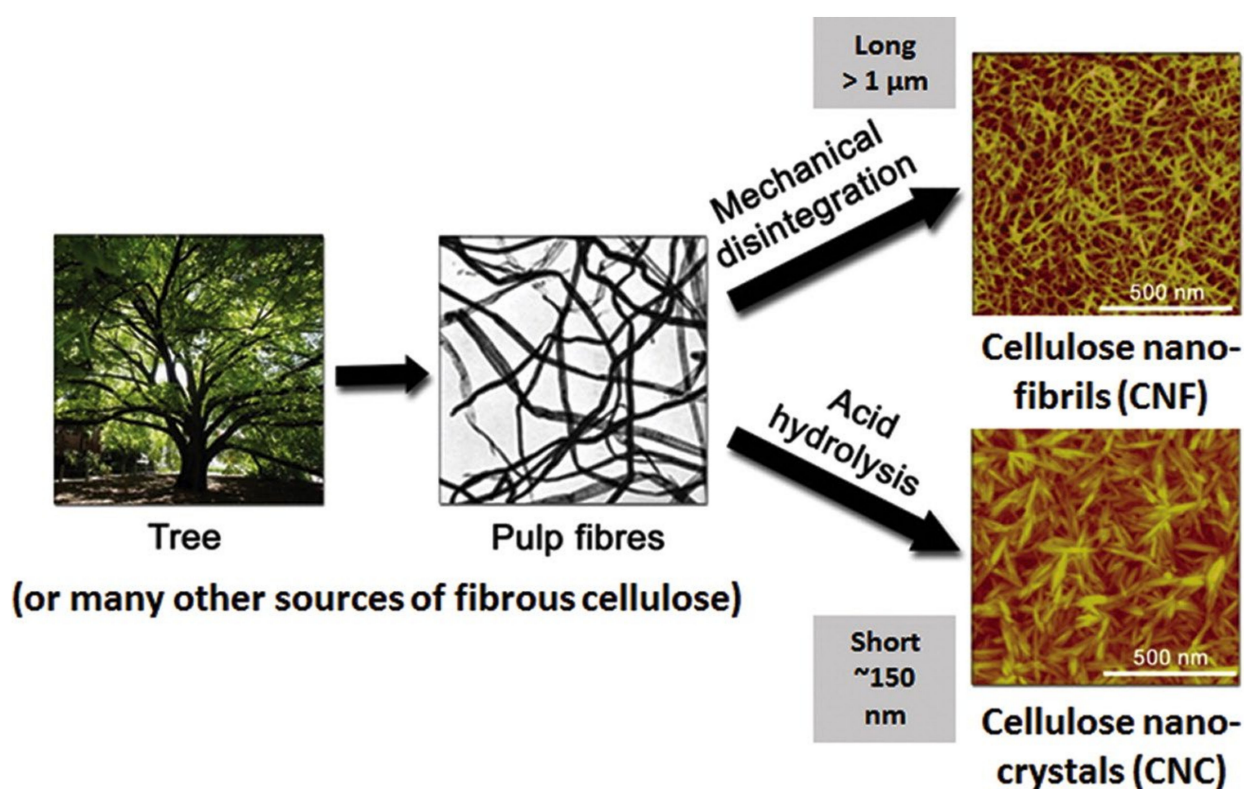 Long
> 1 µm
Mechanical
disintegration
500 nm
Cellulose nano-
fibrils (CNF)
Tree
Pulp fibres
(or many other sources of fibrous cellulose)
Acid
hydrolysis
Short
~150
nm
500 nm
Cellulose nano-
crystals (CNC)